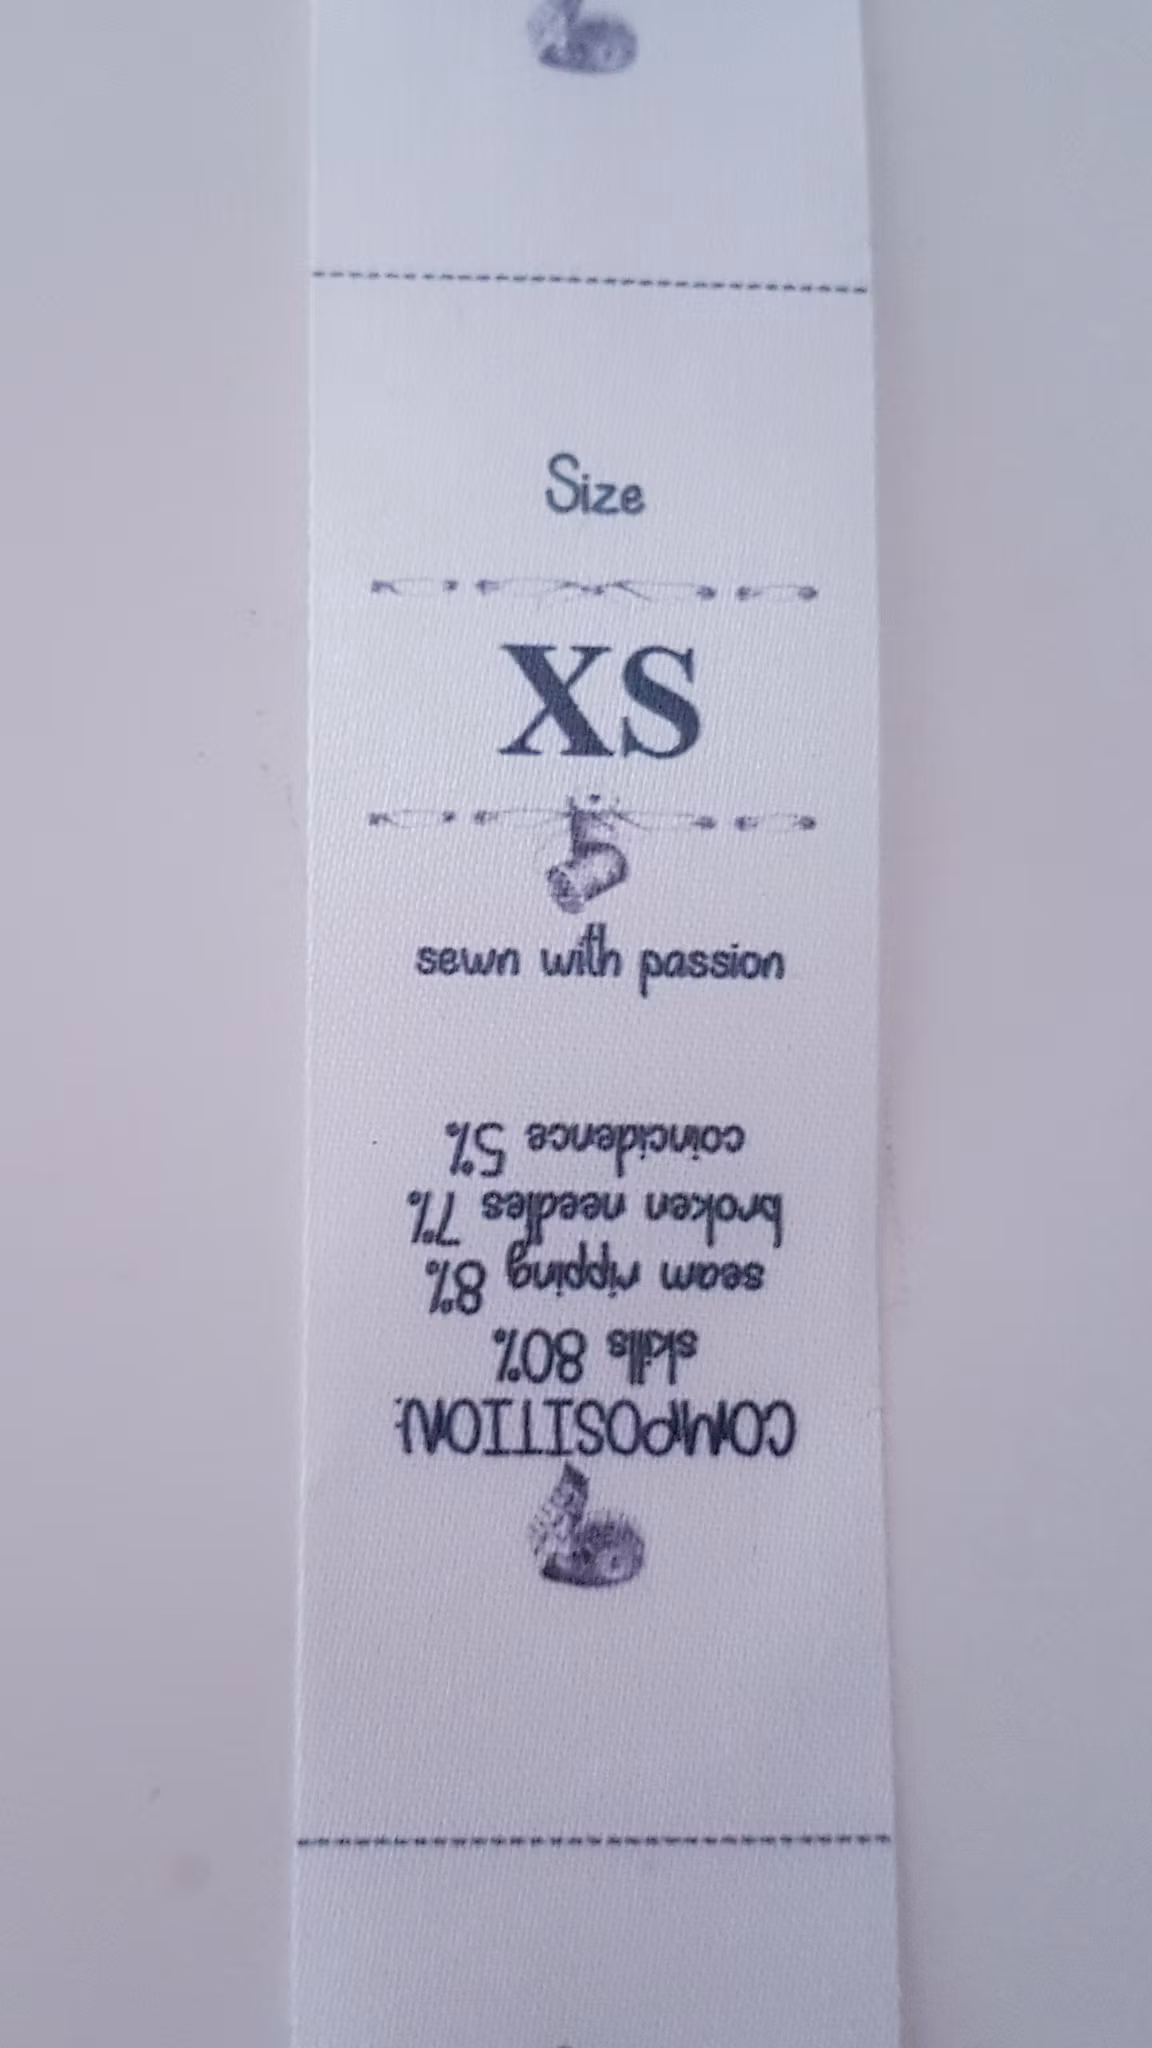 Size
XS
sewn with passion
COMPOSITION:
skills 80%
seam ripping 8%
broken needles 7%
coincidence 5%